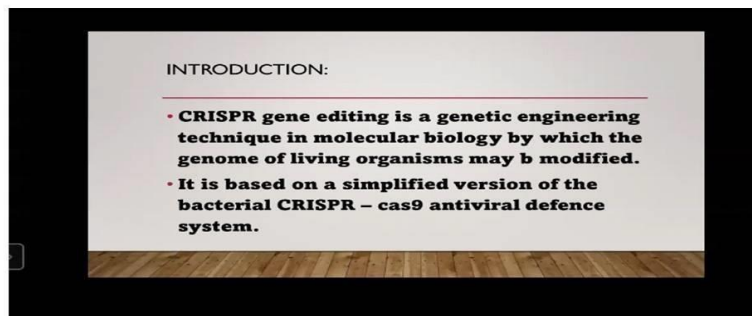 INTRODUCTION:
• CRISPR gene editing is a genetic engineering
technique in molecular biology by which the
genome of living organisms may b modified.
• It is based on a simplified version of the
bacterial CRISPR – cas9 antiviral defence
system.